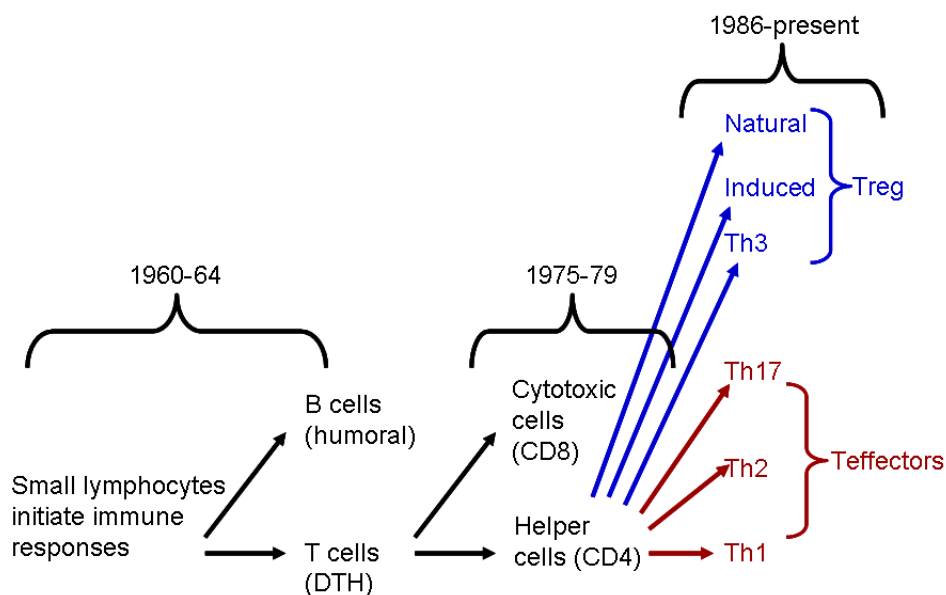 1986-present
Natural
Induced
Treg
Th3
1960-64
1975-79
Th17
B cells
(humoral)
Cytotoxic
cells
(CD8)
Teffectors
Th2
Small lymphocytes
initiate immune
responses
T cells
(DTH)
Helper
cells (CD4)
Th1